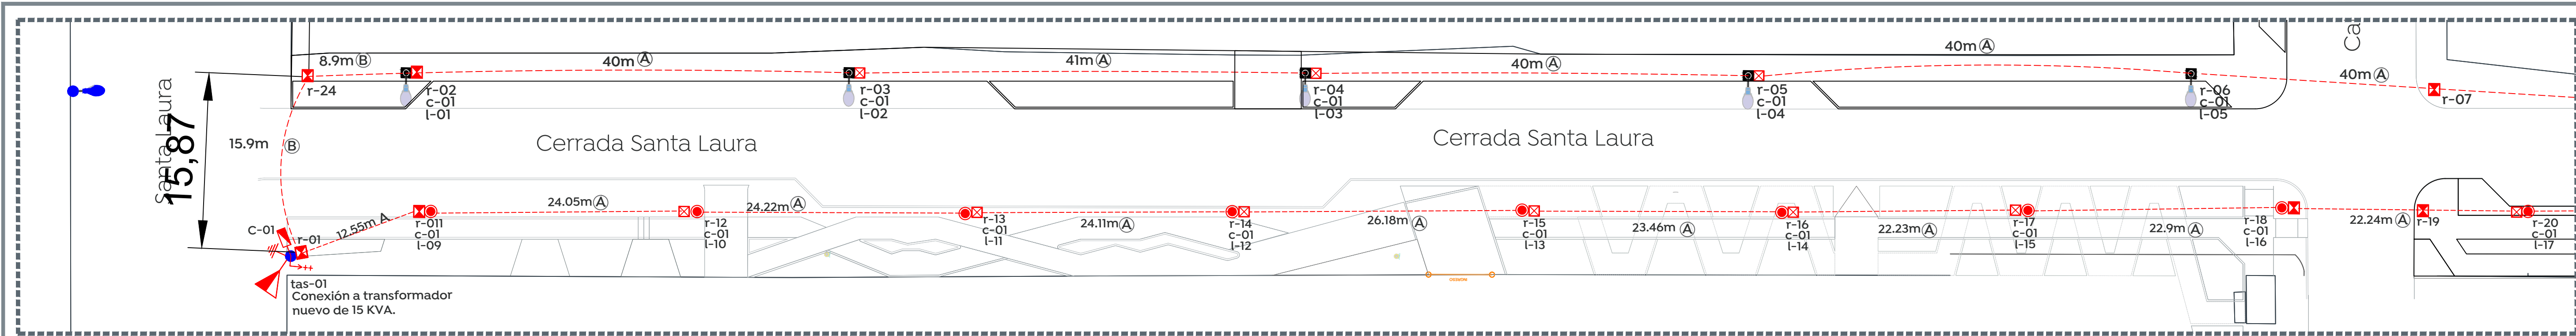 8.9m B
40m A
41m A
40m A
40m A
40m A
Ca
r-24
r-02
c-01
l-01
r-03
c-01
l-02
r-04
c-01
l-03
r-05
c-01
l-04
r-06
c-01
l-05
r-07
Santa Laura
15,87
15.9m B
Cerrada Santa Laura
Cerrada Santa Laura
C-01
r-01
12.55m A
r-011
c-01
l-09
24.05m A
r-12
c-01
l-10
24.22m A
r-13
c-01
l-11
24.11m A
r-14
c-01
l-12
26.18m A
r-15
c-01
l-13
23.46m A
r-16
c-01
l-14
22.23m A
r-17
c-01
l-15
22.9m A
r-18
c-01
l-16
22.24m A
r-19
r-20
c-01
l-17
tas-01
Conexión a transformador
nuevo de 15 KVA.